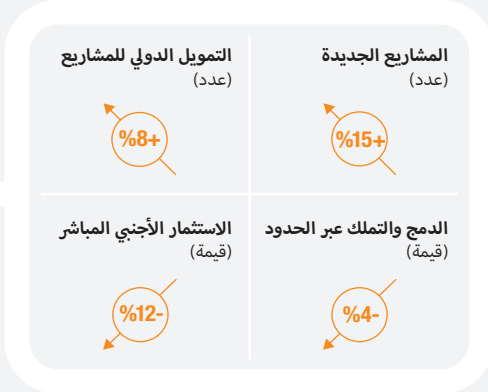 المشاريع الجديدة
(عدد)
%15+
التمويل الدولي للمشاريع
(عدد)
%8+
الدمج والتملك عبر الحدود
(قيمة)
%4-
الاستثمار الأجنبي المباشر
(قيمة)
%12-